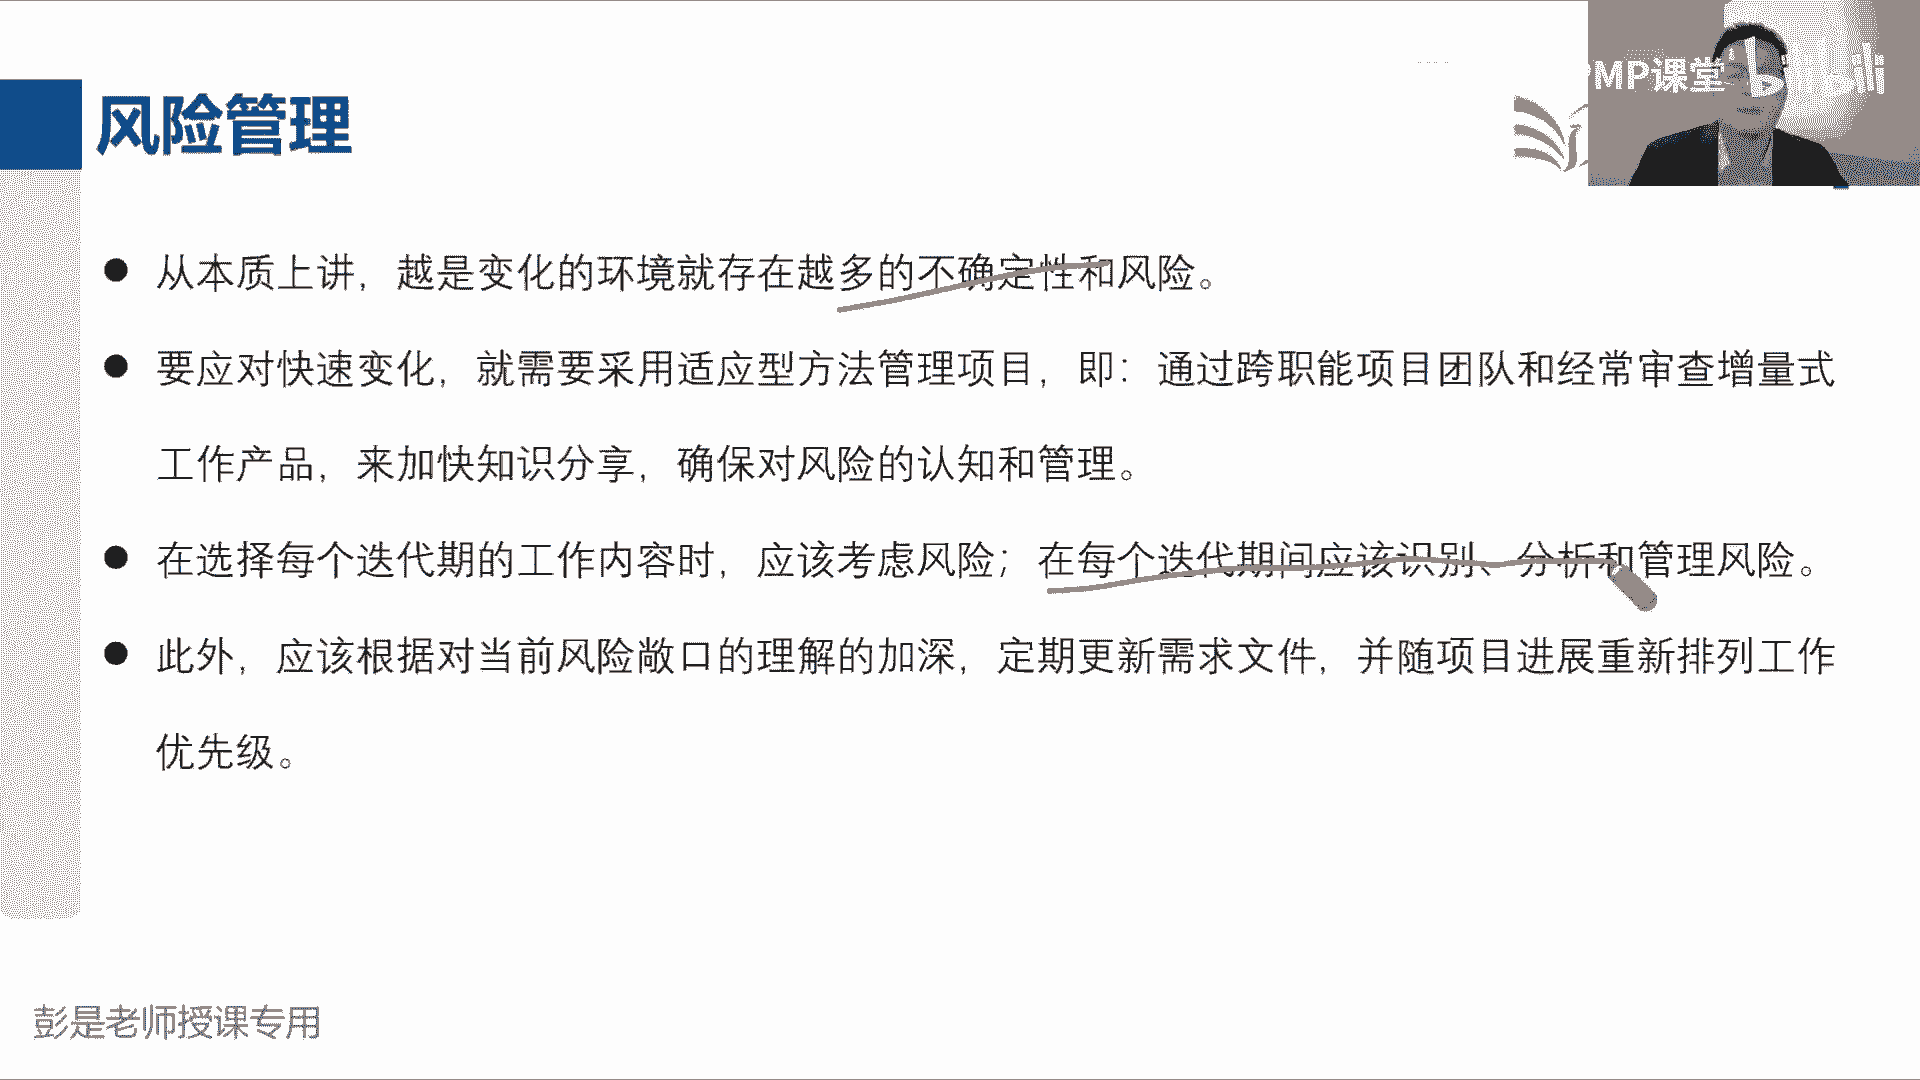 PMP课堂 bilibili
风险管理
● 从本质上讲，越是变化的环境就存在越多的不确定性和风险。
● 要应对快速变化，就需要采用适应型方法管理项目，即：通过跨职能项目团队和经常审查增量式
工作产品，来加快知识分享，确保对风险的认知和管理。
● 在选择每个迭代期的工作内容时，应该考虑风险；在每个迭代期间应该识别、分析和管理风险。
● 此外，应该根据对当前风险敞口的理解的加深，定期更新需求文件，并随项目进展重新排列工作
优先级。
彭是老师授课专用